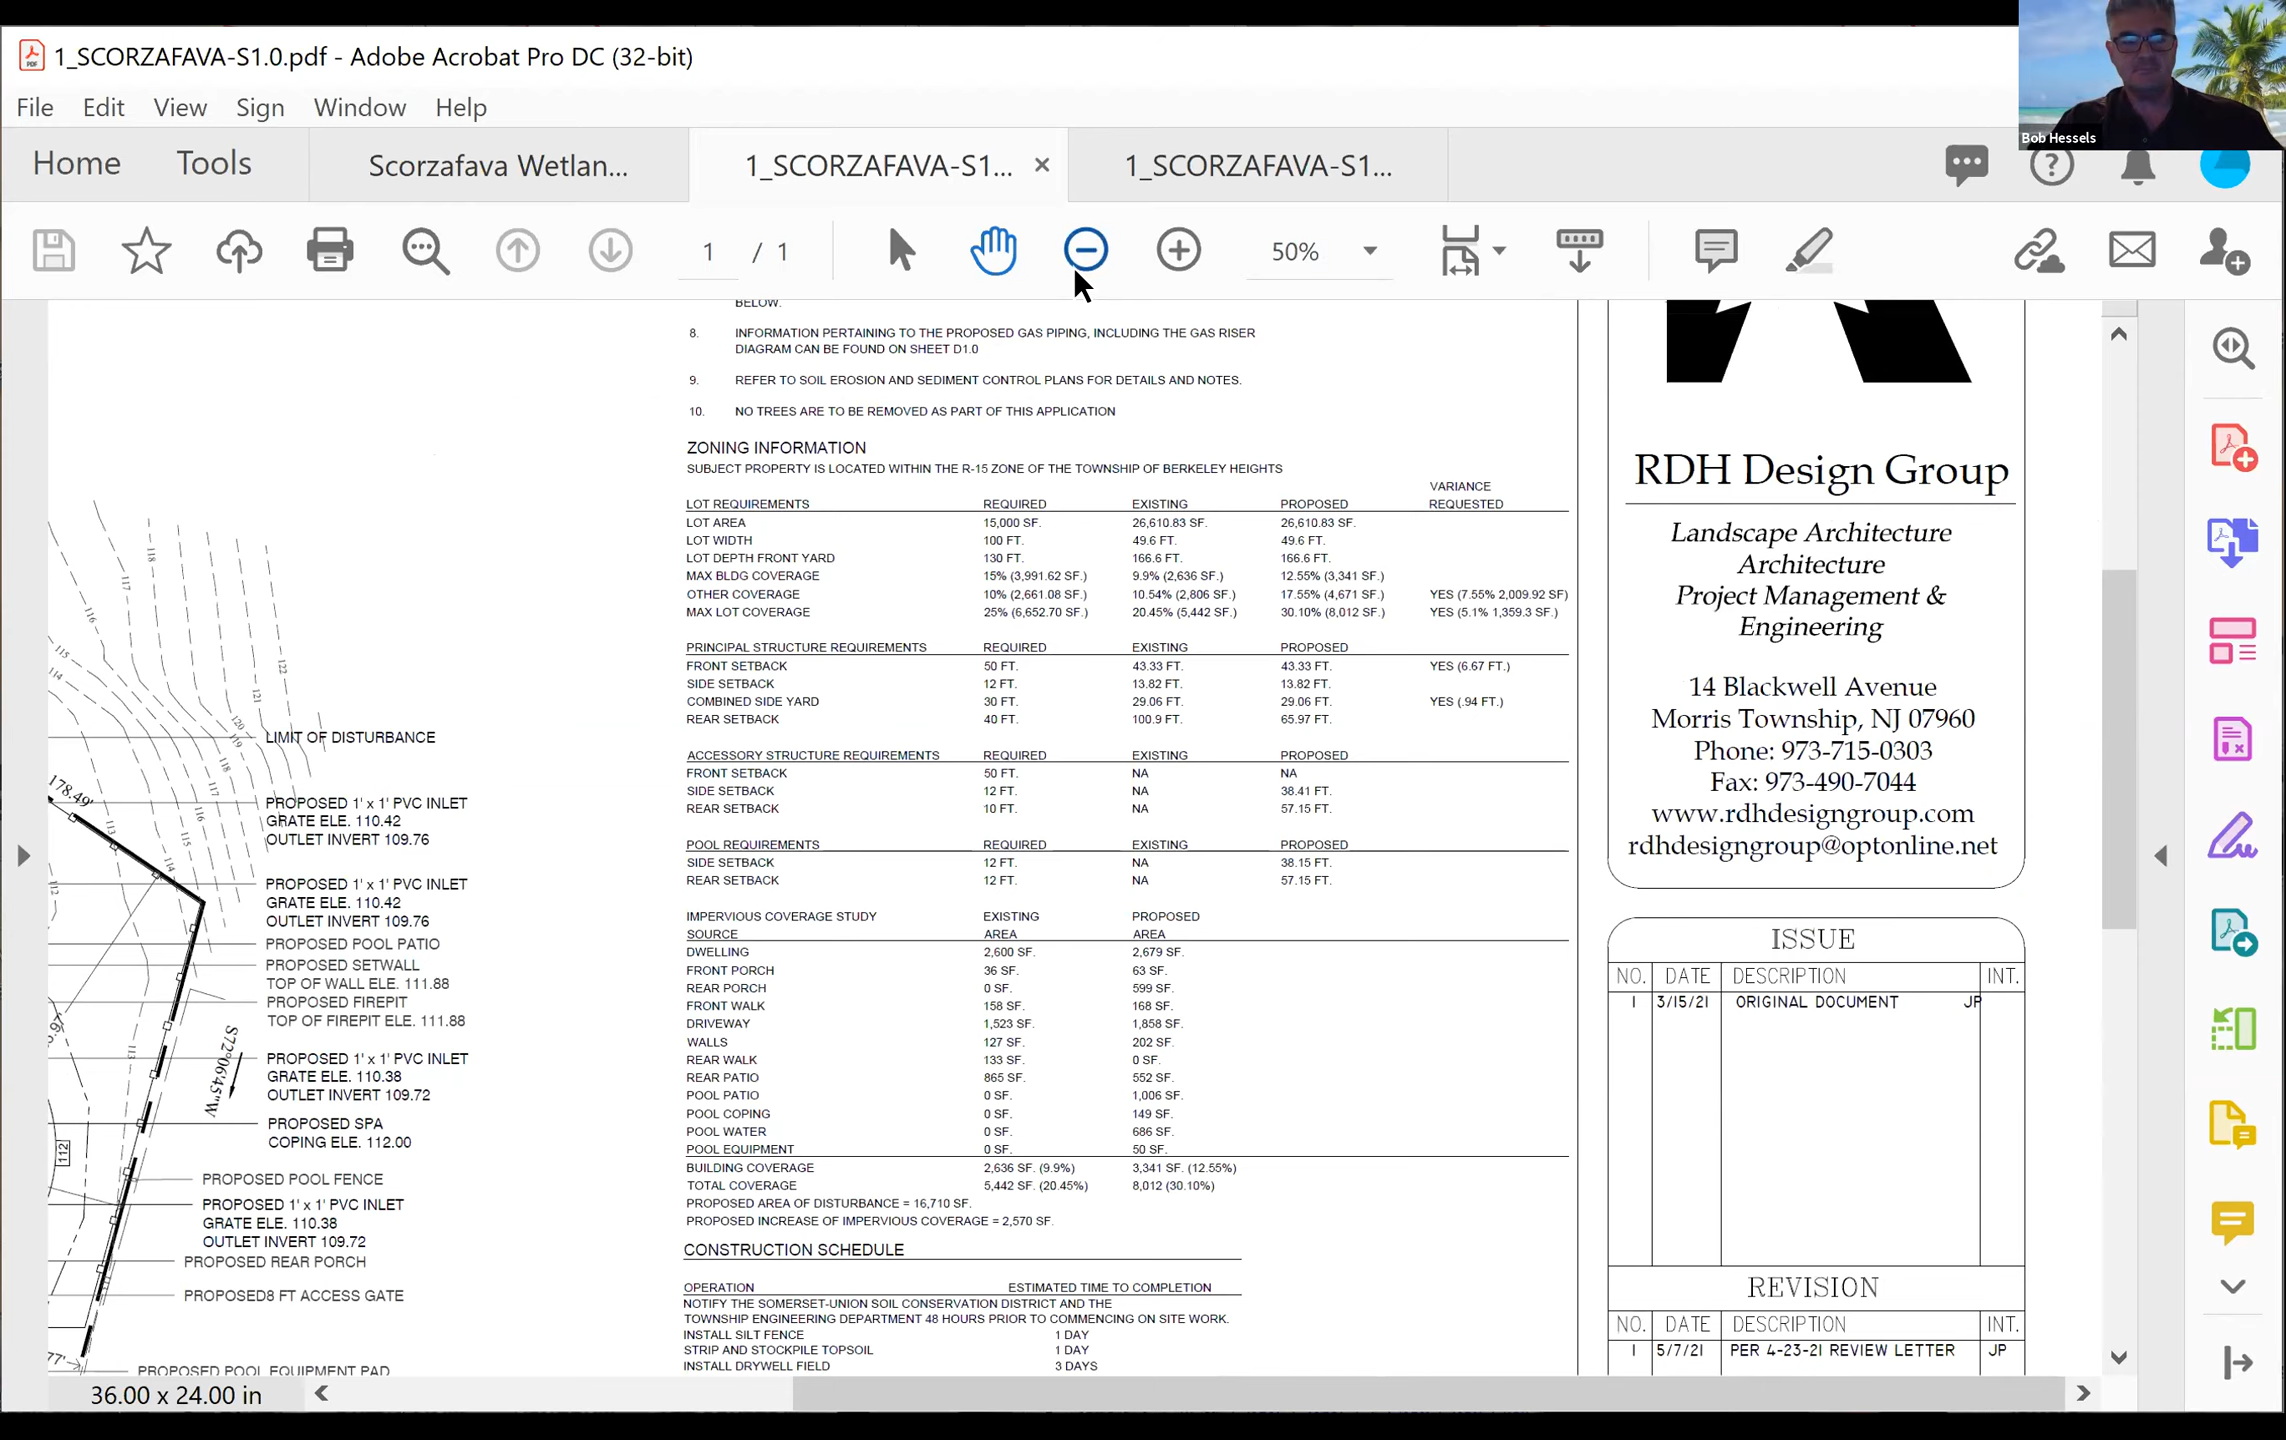 1_SCORZAFAVA-S1.0.pdf - Adobe Acrobat Pro DC (32-bit)
Bob Hessels
File Edit View Sign Window Help
Home Tools Scorzafava Wetlan... 1_SCORZAFAVA-S1... × 1_SCORZAFAVA-S1...
1 / 1 50%
BELOW.
8. INFORMATION PERTAINING TO THE PROPOSED GAS PIPING, INCLUDING THE GAS RISER
DIAGRAM CAN BE FOUND ON SHEET D1.0
9. REFER TO SOIL EROSION AND SEDIMENT CONTROL PLANS FOR DETAILS AND NOTES.
10. NO TREES ARE TO BE REMOVED AS PART OF THIS APPLICATION
ZONING INFORMATION
SUBJECT PROPERTY IS LOCATED WITHIN THE R-15 ZONE OF THE TOWNSHIP OF BERKELEY HEIGHTS
VARIANCE
LOT REQUIREMENTS REQUIRED EXISTING PROPOSED REQUESTED
LOT AREA 15,000 SF. 26,610.83 SF. 26,610.83 SF.
LOT WIDTH 100 FT. 49.6 FT. 49.6 FT.
LOT DEPTH FRONT YARD 130 FT. 166.6 FT. 166.6 FT.
MAX BLDG COVERAGE 15% (3,991.62 SF.) 9.9% (2,636 SF.) 12.55% (3,341 SF.)
OTHER COVERAGE 10% (2,661.08 SF.) 10.54% (2,806 SF.) 17.55% (4,671 SF.) YES (7.55% 2,009.92 SF)
MAX LOT COVERAGE 25% (6,652.70 SF.) 20.45% (5,442 SF.) 30.10% (8,012 SF.) YES (5.1% 1,359.3 SF.)
PRINCIPAL STRUCTURE REQUIREMENTS REQUIRED EXISTING PROPOSED
FRONT SETBACK 50 FT. 43.33 FT. 43.33 FT. YES (6.67 FT.)
SIDE SETBACK 12 FT. 13.82 FT. 13.82 FT.
COMBINED SIDE YARD 30 FT. 29.06 FT. 29.06 FT. YES (.94 FT.)
REAR SETBACK 40 FT. 100.9 FT. 65.97 FT.
ACCESSORY STRUCTURE REQUIREMENTS REQUIRED EXISTING PROPOSED
FRONT SETBACK 50 FT. NA NA
SIDE SETBACK 12 FT. NA 38.41 FT.
REAR SETBACK 10 FT. NA 57.15 FT.
POOL REQUIREMENTS REQUIRED EXISTING PROPOSED
SIDE SETBACK 12 FT. NA 38.15 FT.
REAR SETBACK 12 FT. NA 57.15 FT.
IMPERVIOUS COVERAGE STUDY EXISTING PROPOSED
SOURCE AREA AREA
DWELLING 2,600 SF. 2,679 SF.
FRONT PORCH 36 SF. 63 SF.
REAR PORCH 0 SF. 599 SF.
FRONT WALK 158 SF. 168 SF.
DRIVEWAY 1,523 SF. 1,858 SF.
WALLS 127 SF. 202 SF.
REAR WALK 133 SF. 0 SF.
REAR PATIO 865 SF. 552 SF.
POOL PATIO 0 SF. 1,006 SF.
POOL COPING 0 SF. 149 SF.
POOL WATER 0 SF. 686 SF.
POOL EQUIPMENT 0 SF. 50 SF.
BUILDING COVERAGE 2,636 SF. (9.9%) 3,341 SF. (12.55%)
TOTAL COVERAGE 5,442 SF. (20.45%) 8,012 (30.10%)
PROPOSED AREA OF DISTURBANCE = 16,710 SF.
PROPOSED INCREASE OF IMPERVIOUS COVERAGE = 2,570 SF.
CONSTRUCTION SCHEDULE
OPERATION ESTIMATED TIME TO COMPLETION
NOTIFY THE SOMERSET-UNION SOIL CONSERVATION DISTRICT AND THE
TOWNSHIP ENGINEERING DEPARTMENT 48 HOURS PRIOR TO COMMENCING ON SITE WORK.
INSTALL SILT FENCE 1 DAY
STRIP AND STOCKPILE TOPSOIL 1 DAY
INSTALL DRYWELL FIELD 3 DAYS
118
117
116
115
114
122
121
120
119
118
117
116
115
114
113
112
178.49'
LIMIT OF DISTURBANCE
PROPOSED 1' x 1' PVC INLET
GRATE ELE. 110.42
OUTLET INVERT 109.76
PROPOSED 1' x 1' PVC INLET
GRATE ELE. 110.42
OUTLET INVERT 109.76
PROPOSED POOL PATIO
PROPOSED SETWALL
TOP OF WALL ELE. 111.88
PROPOSED FIREPIT
TOP OF FIREPIT ELE. 111.88
S72°06'45"W
113
PROPOSED 1' x 1' PVC INLET
GRATE ELE. 110.38
OUTLET INVERT 109.72
PROPOSED SPA
COPING ELE. 112.00
112
PROPOSED POOL FENCE
PROPOSED 1' x 1' PVC INLET
GRATE ELE. 110.38
OUTLET INVERT 109.72
PROPOSED REAR PORCH
PROPOSED8 FT ACCESS GATE
77'
PROPOSED POOL EQUIPMENT PAD
RDH Design Group
Landscape Architecture
Architecture
Project Management &
Engineering
14 Blackwell Avenue
Morris Township, NJ 07960
Phone: 973-715-0303
Fax: 973-490-7044
www.rdhdesigngroup.com
rdhdesigngroup@optonline.net
ISSUE
NO. DATE DESCRIPTION INT.
1 3/15/21 ORIGINAL DOCUMENT JP
REVISION
NO. DATE DESCRIPTION INT.
1 5/7/21 PER 4-23-21 REVIEW LETTER JP
36.00 x 24.00 in